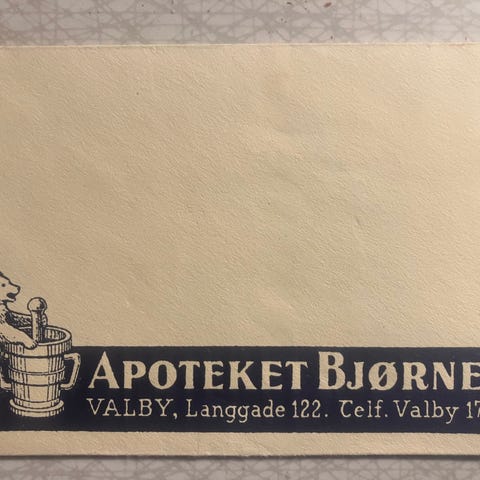 APOTEKET BJØRNE
VALBY, Langgade 122. Telf. Valby 17